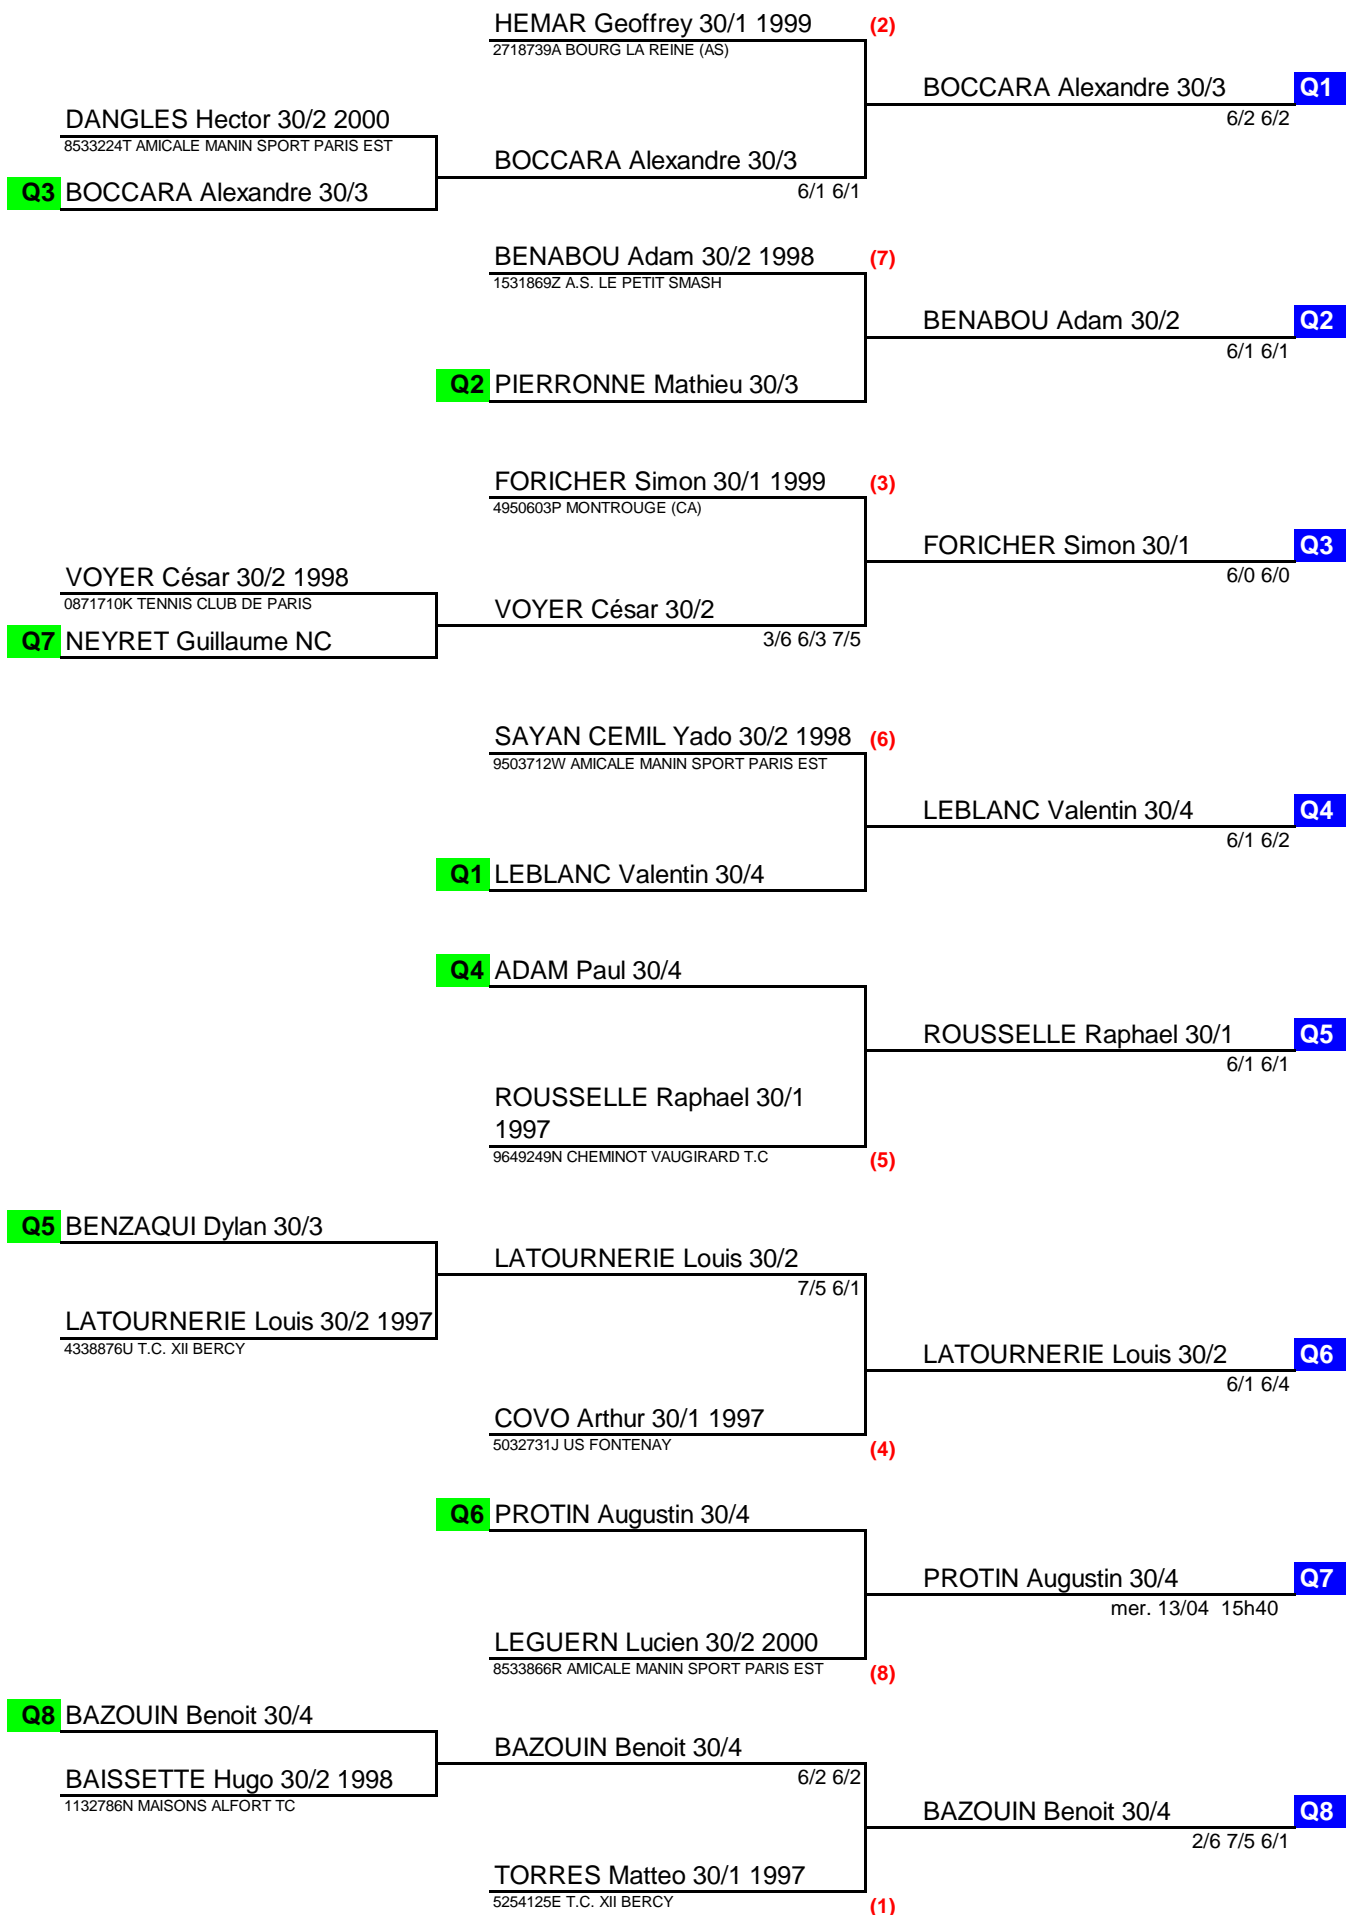 HEMAR Geoffrey 30/1 1999 (2)
2718739A BOURG LA REINE (AS)
BOCCARA Alexandre 30/3 Q1
6/2 6/2
DANGLES Hector 30/2 2000
8533224T AMICALE MANIN SPORT PARIS EST
BOCCARA Alexandre 30/3
6/1 6/1
Q3 BOCCARA Alexandre 30/3
BENABOU Adam 30/2 1998 (7)
1531869Z A.S. LE PETIT SMASH
BENABOU Adam 30/2 Q2
6/1 6/1
Q2 PIERRONNE Mathieu 30/3
FORICHER Simon 30/1 1999 (3)
4950603P MONTROUGE (CA)
FORICHER Simon 30/1 Q3
6/0 6/0
VOYER César 30/2 1998
0871710K TENNIS CLUB DE PARIS
VOYER César 30/2
3/6 6/3 7/5
Q7 NEYRET Guillaume NC
SAYAN CEMIL Yado 30/2 1998 (6)
9503712W AMICALE MANIN SPORT PARIS EST
LEBLANC Valentin 30/4 Q4
6/1 6/2
Q1 LEBLANC Valentin 30/4
Q4 ADAM Paul 30/4
ROUSSELLE Raphael 30/1 Q5
6/1 6/1
ROUSSELLE Raphael 30/1
1997
9649249N CHEMINOT VAUGIRARD T.C (5)
Q5 BENZAQUI Dylan 30/3
LATOURNERIE Louis 30/2
7/5 6/1
LATOURNERIE Louis 30/2 1997
4338876U T.C. XII BERCY
LATOURNERIE Louis 30/2 Q6
6/1 6/4
COVO Arthur 30/1 1997
5032731J US FONTENAY (4)
Q6 PROTIN Augustin 30/4
PROTIN Augustin 30/4 Q7
mer. 13/04 15h40
LEGUERN Lucien 30/2 2000
8533866R AMICALE MANIN SPORT PARIS EST (8)
Q8 BAZOUIN Benoit 30/4
BAZOUIN Benoit 30/4
6/2 6/2
BAISSETTE Hugo 30/2 1998
1132786N MAISONS ALFORT TC
BAZOUIN Benoit 30/4 Q8
2/6 7/5 6/1
TORRES Matteo 30/1 1997
5254125E T.C. XII BERCY (1)